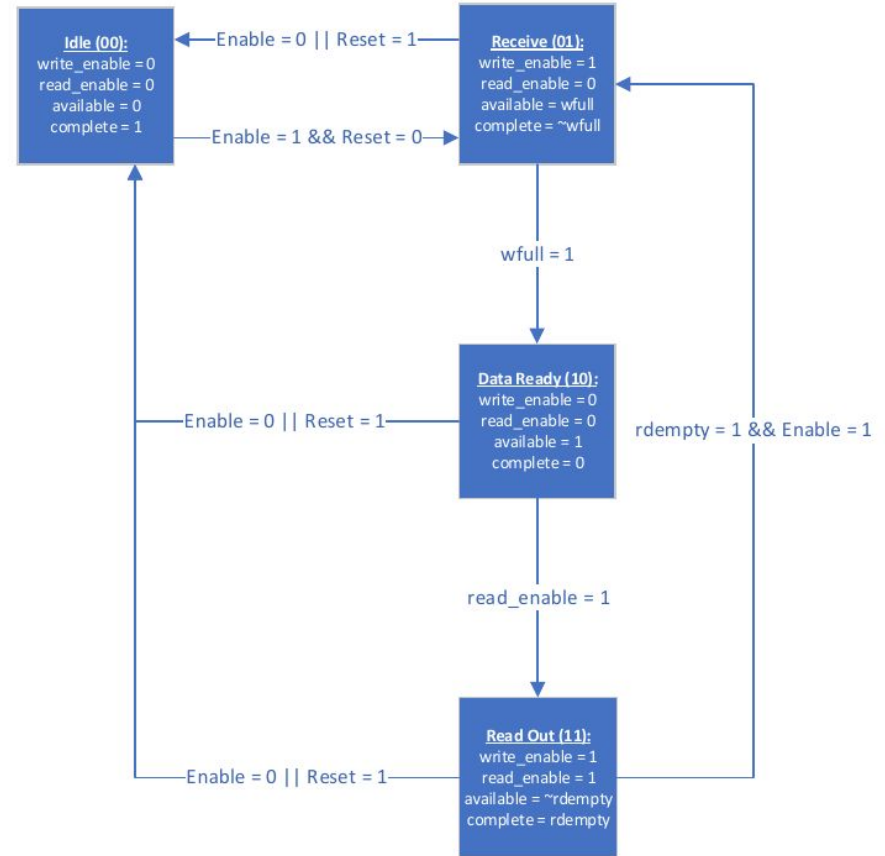 Idle (00):
write_enable = 0
read_enable = 0
available = 0
complete = 1
Enable = 0 || Reset = 1
Enable = 1 && Reset = 0
Receive (01):
write_enable = 1
read_enable = 0
available = wfull
complete = ~wfull
wfull = 1
Data Ready (10):
write_enable = 0
read_enable = 0
available = 1
complete = 0
Enable = 0 || Reset = 1
rdempty = 1 && Enable = 1
read_enable = 1
Read Out (11):
write_enable = 1
read_enable = 1
available = ~rdempty
complete = rdempty
Enable = 0 || Reset = 1